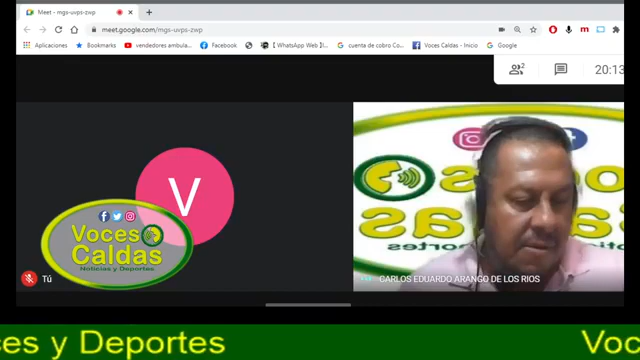 Meet - mgs-uvps-zwp
meet.google.com/mgs-uvps-zwp
Aplicaciones
Bookmarks
vendedores ambula...
Facebook
[ WhatsApp Web ]
cuenta de cobro Co...
Voces Caldas - Inicio
Google
2
20:13
V
Voces
Caldas
Noticias y Deportes
Tú
CARLOS EDUARDO ARANGO DE LOS RIOS
ces y Deportes
Voc